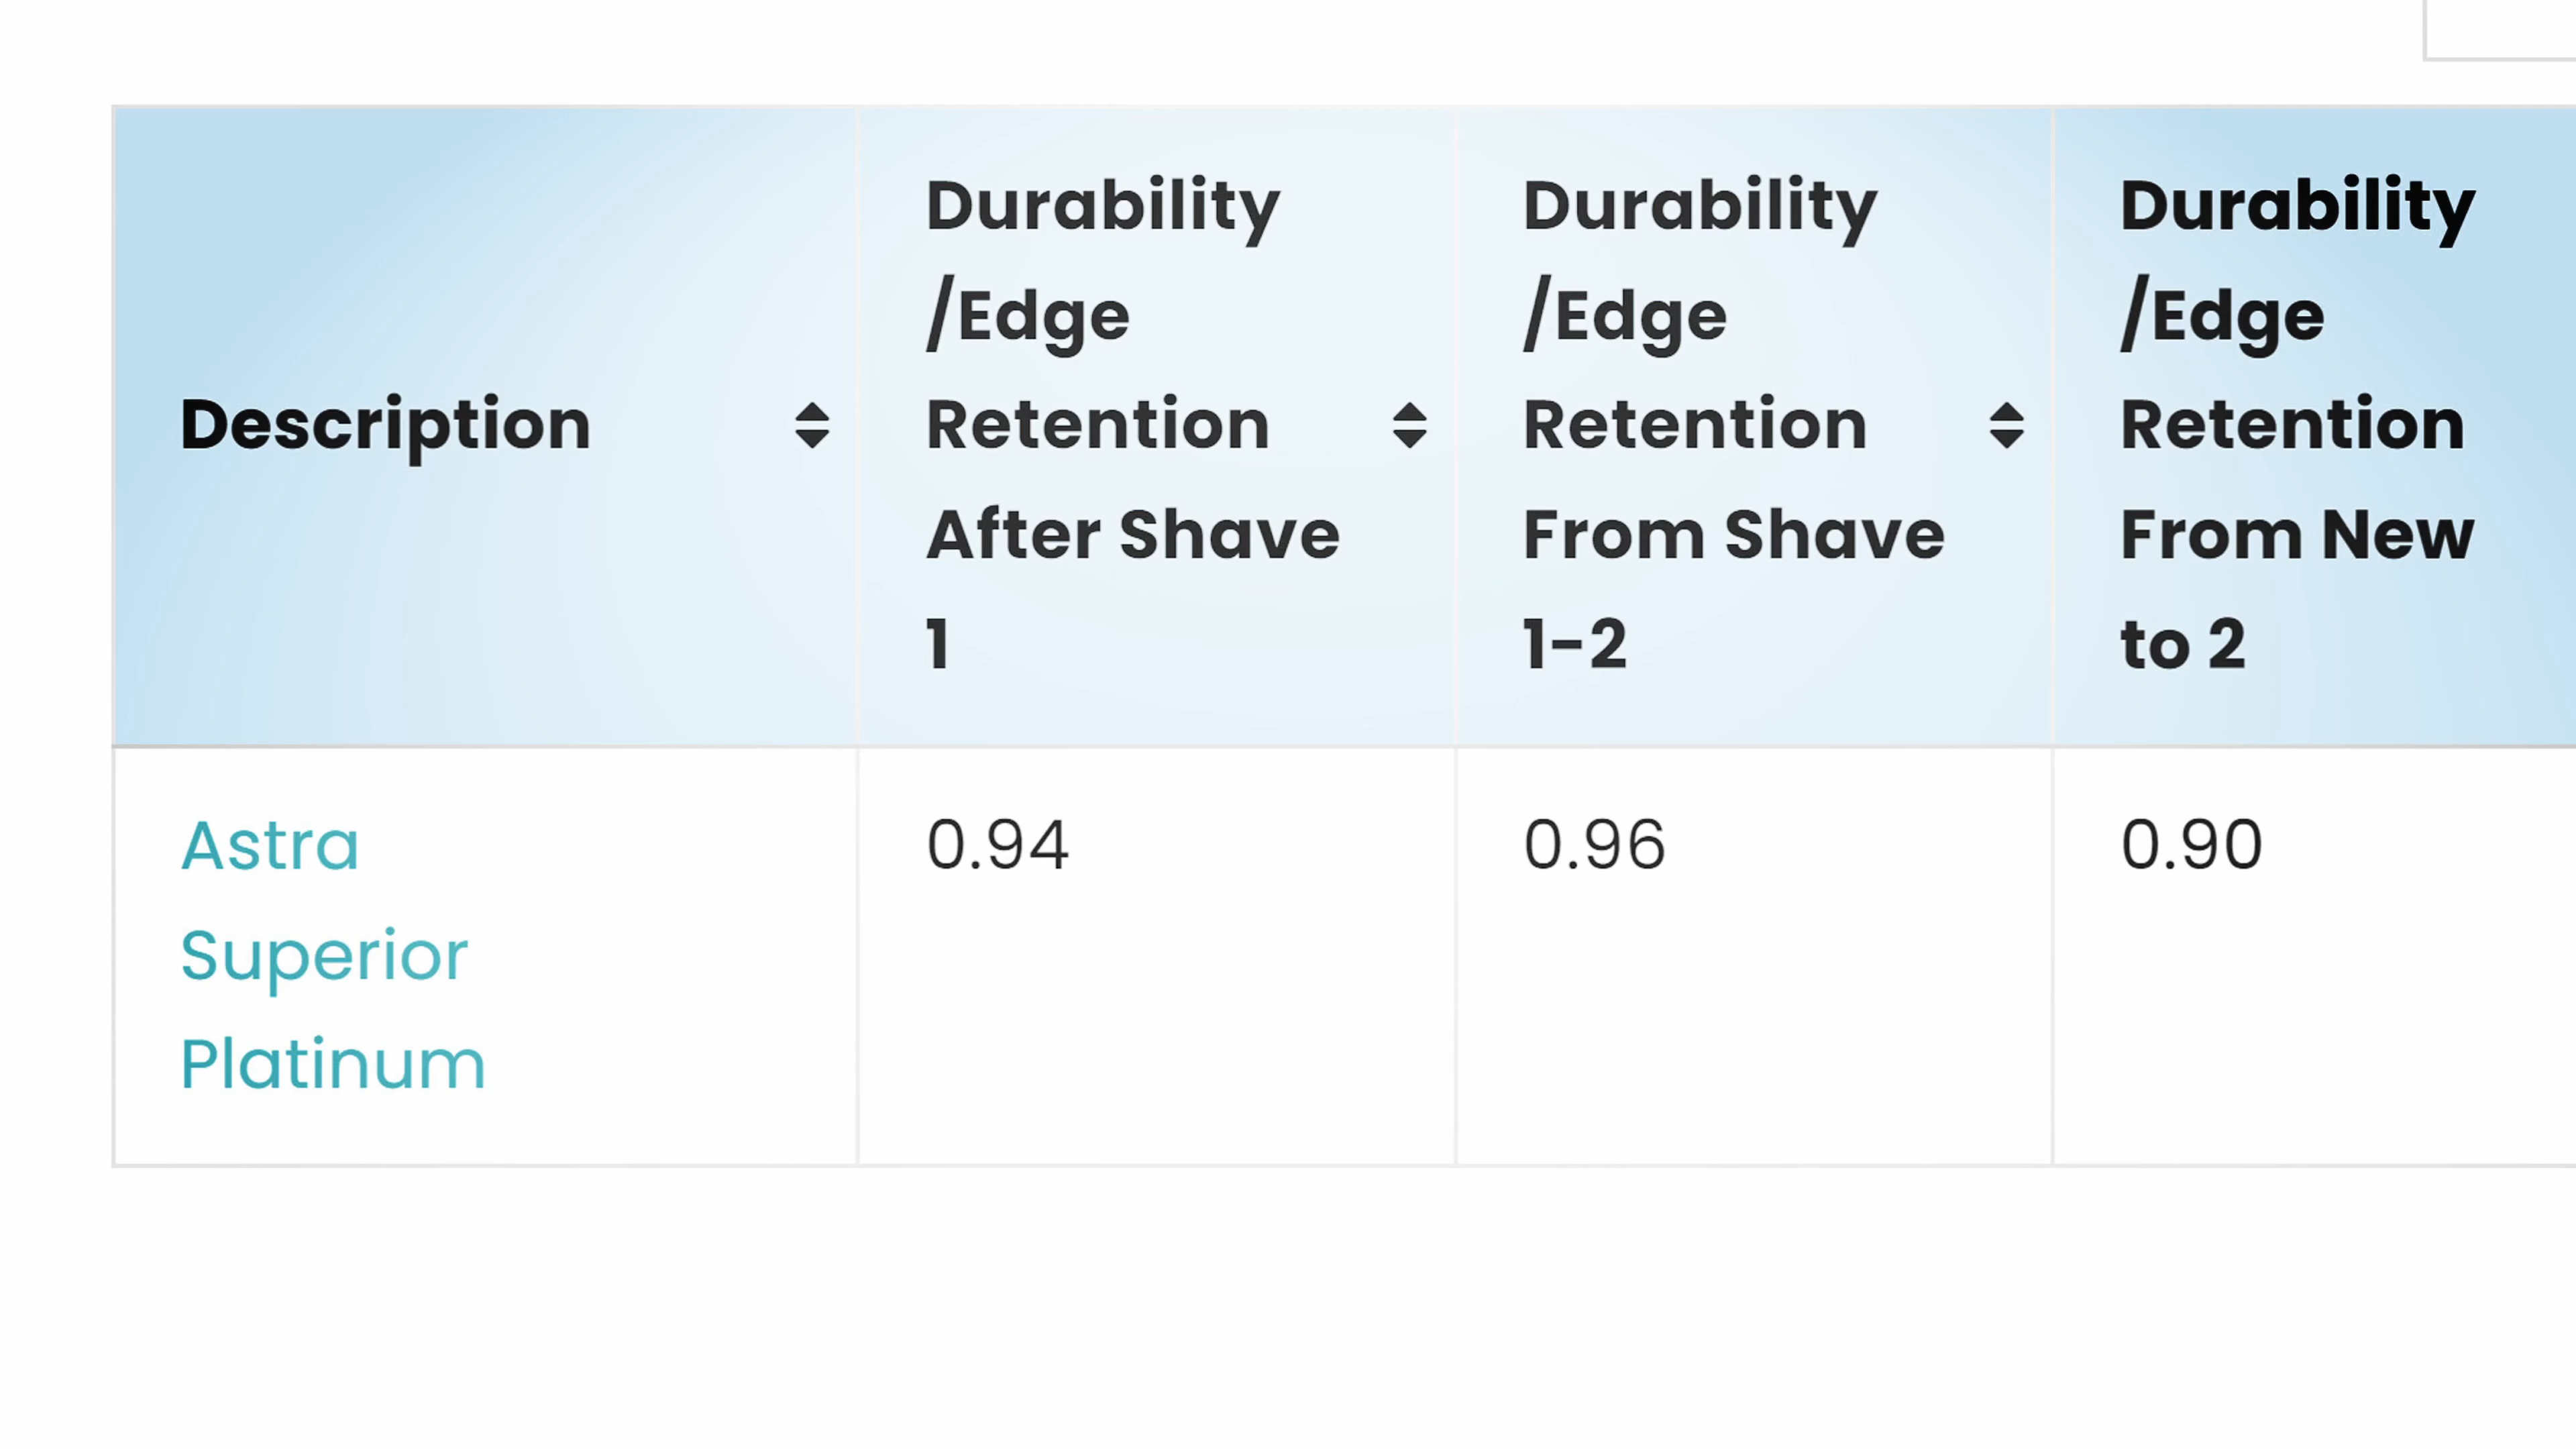 Description
Durability
/Edge
Retention
After Shave
1
Durability
/Edge
Retention
From Shave
1-2
Durability
/Edge
Retention
From New
to 2
Astra
Superior
Platinum
0.94
0.96
0.90